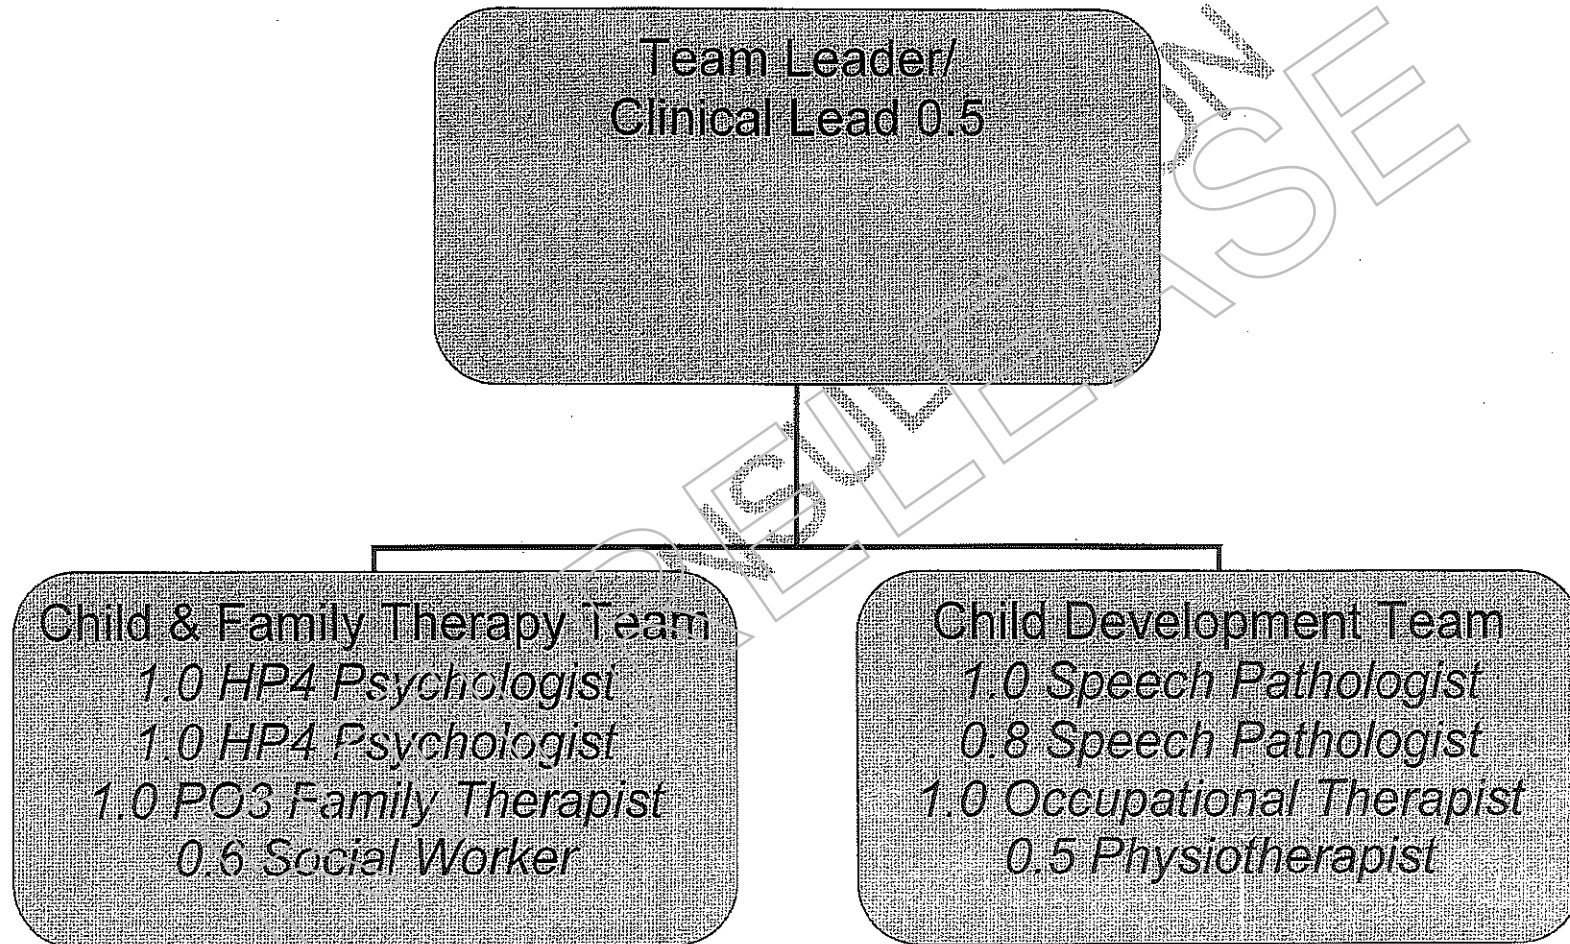 Team Leader/
Clinical Lead 0.5
Child & Family Therapy Team
1.0 HP4 Psychologist
1.0 HP4 Psychologist
1.0 PO3 Family Therapist
0.6 Social Worker
Child Development Team
1.0 Speech Pathologist
0.8 Speech Pathologist
1.0 Occupational Therapist
0.5 Physiotherapist
RELEASE